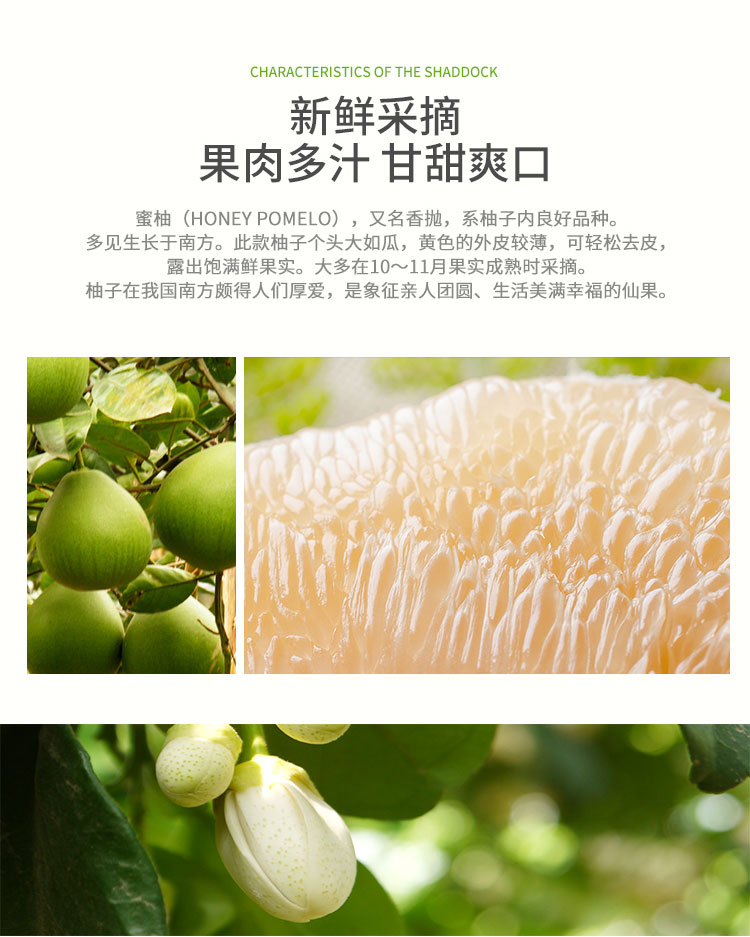 CHARACTERISTICS OF THE SHADDOCK
新鲜采摘
果肉多汁 甘甜爽口
蜜柚（HONEY POMELO），又名香抛，系柚子内良好品种。
多见生长于南方。此款柚子个头大如瓜，黄色的外皮较薄，可轻松去皮，
露出饱满鲜果实。大多在10～11月果实成熟时采摘。
柚子在我国南方颇得人们厚爱，是象征亲人团圆、生活美满幸福的仙果。